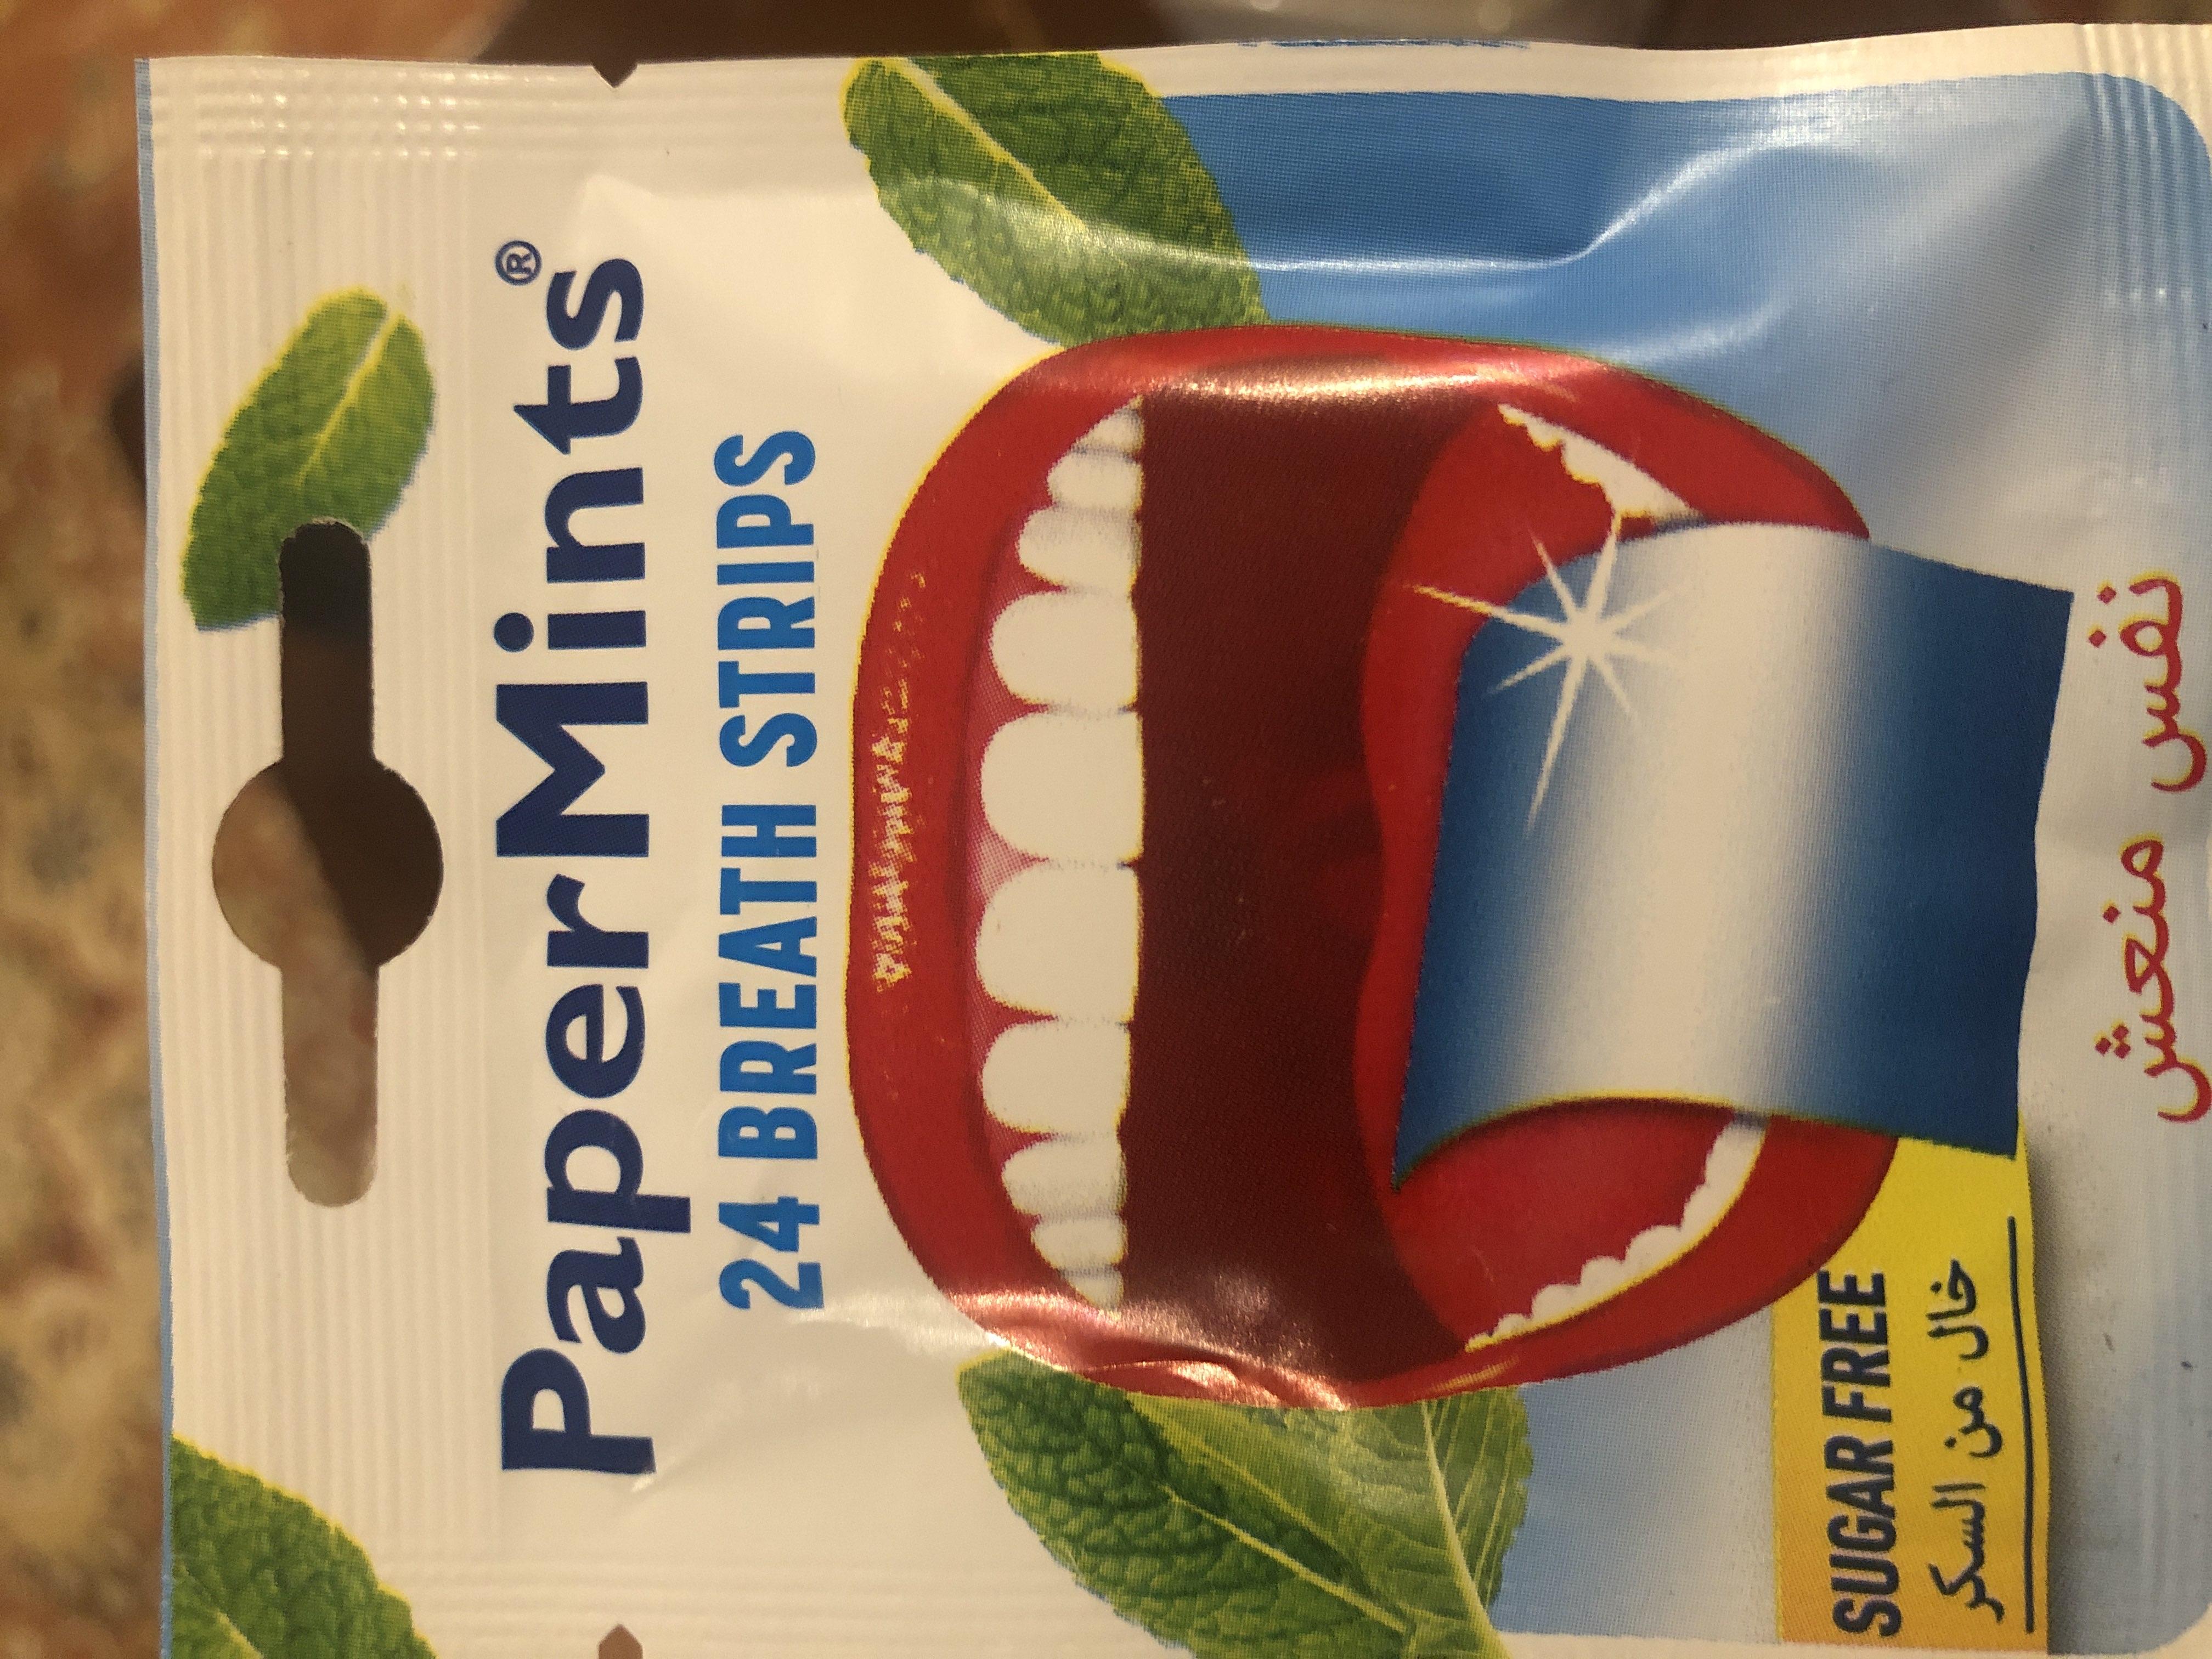 PaperMints®
24 BREATH STRIPS
SUGAR FREE
خال من السكر
نفس منعش